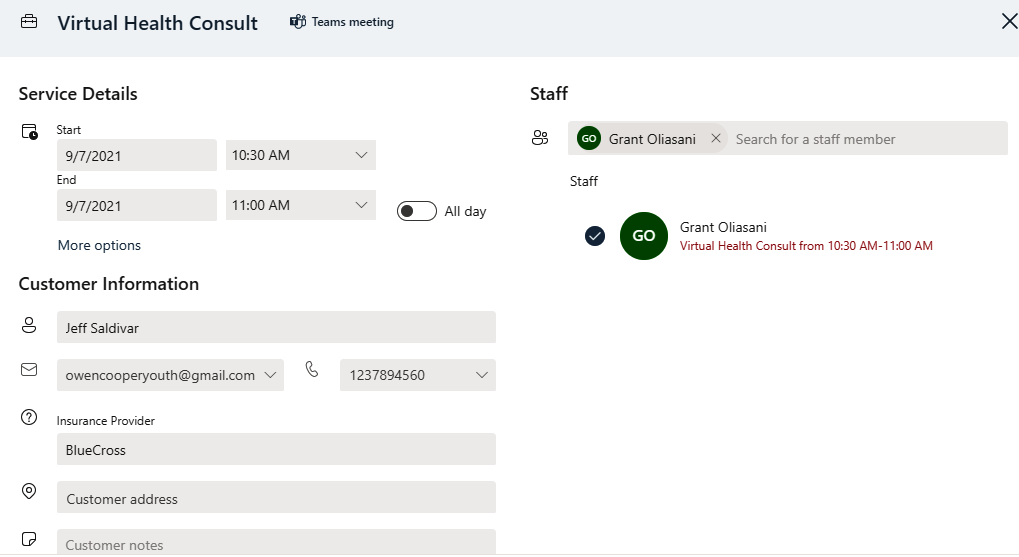 Virtual Health Consult
Teams meeting
Service Details
Start
9/7/2021
10:30 AM
End
9/7/2021
11:00 AM
All day
More options
Customer Information
Jeff Saldivar
owencooperyouth@gmail.com
1237894560
Insurance Provider
BlueCross
Customer address
Customer notes
Staff
GO
Grant Oliasani
Search for a staff member
Staff
GO
Grant Oliasani
Virtual Health Consult from 10:30 AM-11:00 AM